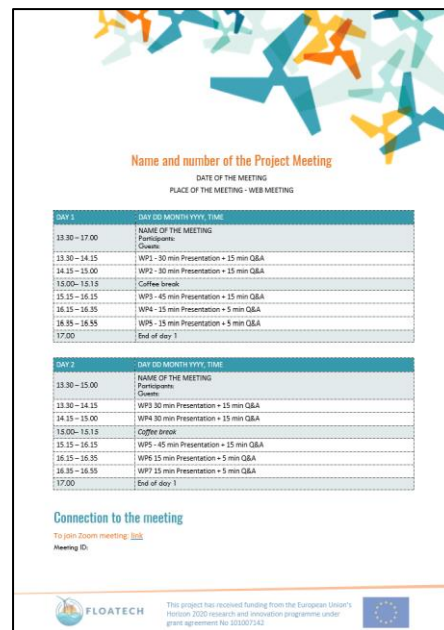 Name and number of the Project Meeting
DATE OF THE MEETING
PLACE OF THE MEETING - WEB MEETING
DAY 1 DAY DD MONTH YYYY, TIME
13.30 – 17.00 NAME OF THE MEETING
Participants:
Guests:
13.30 – 14.15 WP1 - 30 min Presentation + 15 min Q&A
14.15 – 15.00 WP2 - 30 min Presentation + 15 min Q&A
15.00– 15.15 Coffee break
15.15 – 16.15 WP3 - 45 min Presentation + 15 min Q&A
16.15 – 16.35 WP4 - 15 min Presentation + 5 min Q&A
16.35 – 16.55 WP5 - 15 min Presentation + 5 min Q&A
17.00 End of day 1
DAY 2 DAY DD MONTH YYYY, TIME
13.30 – 15.00 NAME OF THE MEETING
Participants:
Guests:
13.30 – 14.15 WP3 30 min Presentation + 15 min Q&A
14.15 – 15.00 WP4 30 min Presentation + 15 min Q&A
15.00– 15.15 Coffee break
15.15 – 16.15 WP5 - 45 min Presentation + 15 min Q&A
16.15 – 16.35 WP6 15 min Presentation + 5 min Q&A
16.35 – 16.55 WP7 15 min Presentation + 5 min Q&A
17.00 End of day 1
Connection to the meeting
To join Zoom meeting: link
Meeting ID:
FLOATECH
This project has received funding from the European Union's
Horizon 2020 research and innovation programme under
grant agreement No 101007142